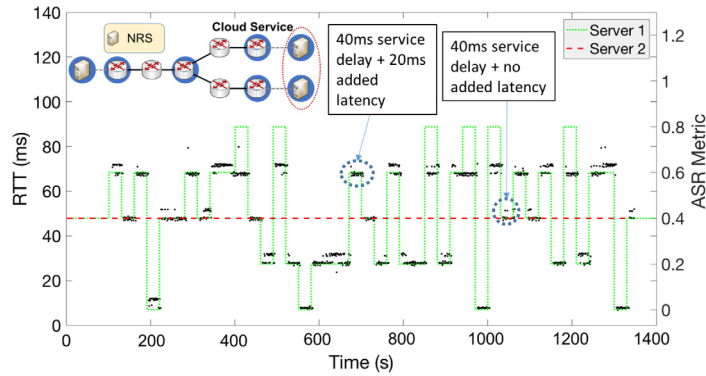 140
120
100
80
60
40
20
0
RTT (ms)
NRS
Cloud Service
40ms service
delay + 20ms
added
latency
40ms service
delay + no
added latency
Server 1
Server 2
1.2
1
0.8
0.6
0.4
0.2
0
ASR Metric
0
200
400
600
800
1000
1200
1400
Time (s)